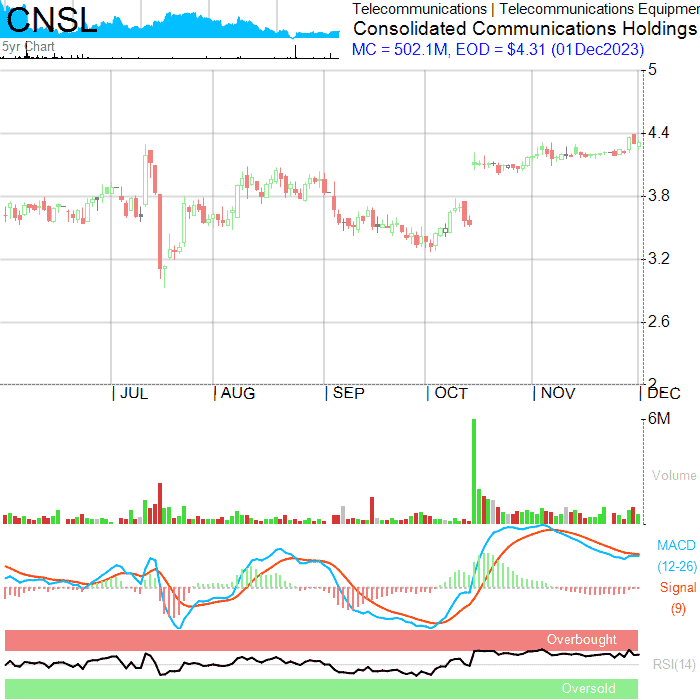 CNSL
5yr Chart
Telecommunications | Telecommunications Equipmen
Consolidated Communications Holdings
MC = 502.1M, EOD = $4.31 (01Dec2023)
5
4.4
3.8
3.2
2.6
2
JUL AUG SEP OCT NOV DEC
6M
Volume
MACD
(12-26)
Signal
(9)
Overbought
RSI(14)
Oversold